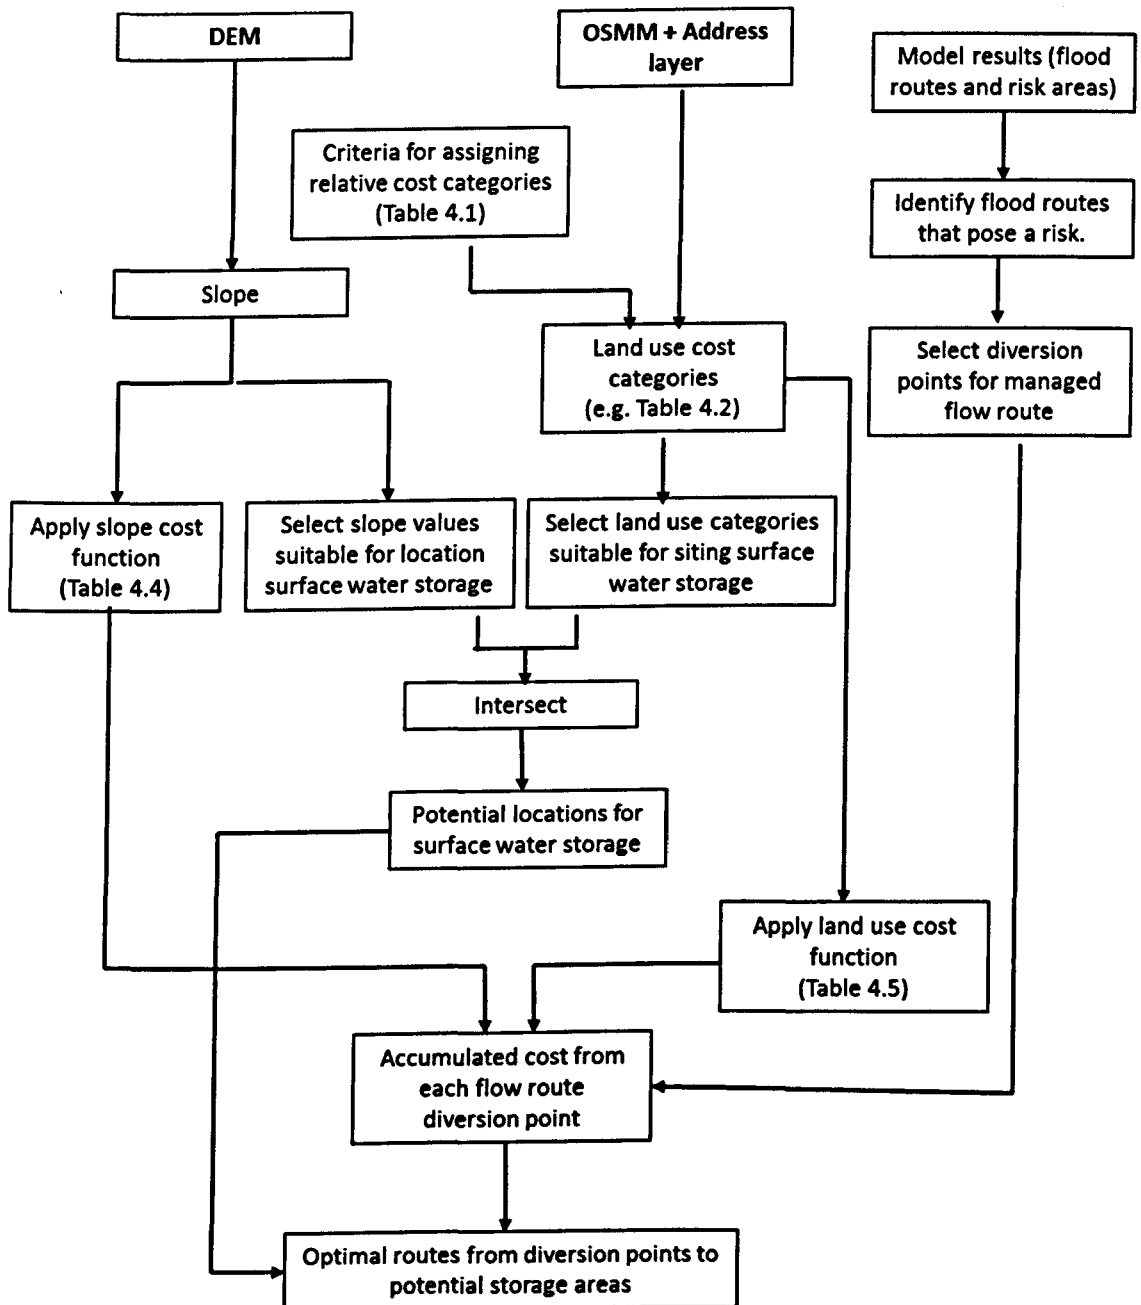 DEM
OSMM + Address
layer
Model results (flood
routes and risk areas)
Criteria for assigning
relative cost categories
(Table 4.1)
Identify flood routes
that pose a risk.
Slope
Land use cost
categories
(e.g. Table 4.2)
Select diversion
points for managed
flow route
Apply slope cost
function
(Table 4.4)
Select slope values
suitable for location
surface water storage
Select land use categories
suitable for siting surface
water storage
Intersect
Potential locations for
surface water storage
Apply land use cost
function
(Table 4.5)
Accumulated cost from
each flow route
diversion point
Optimal routes from diversion points to
potential storage areas